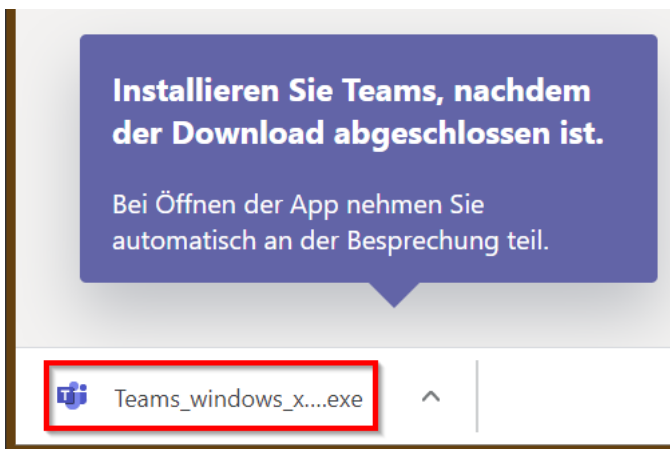 Installieren Sie Teams, nachdem
der Download abgeschlossen ist.
Bei Öffnen der App nehmen Sie
automatisch an der Besprechung teil.
Teams_windows_x....exe